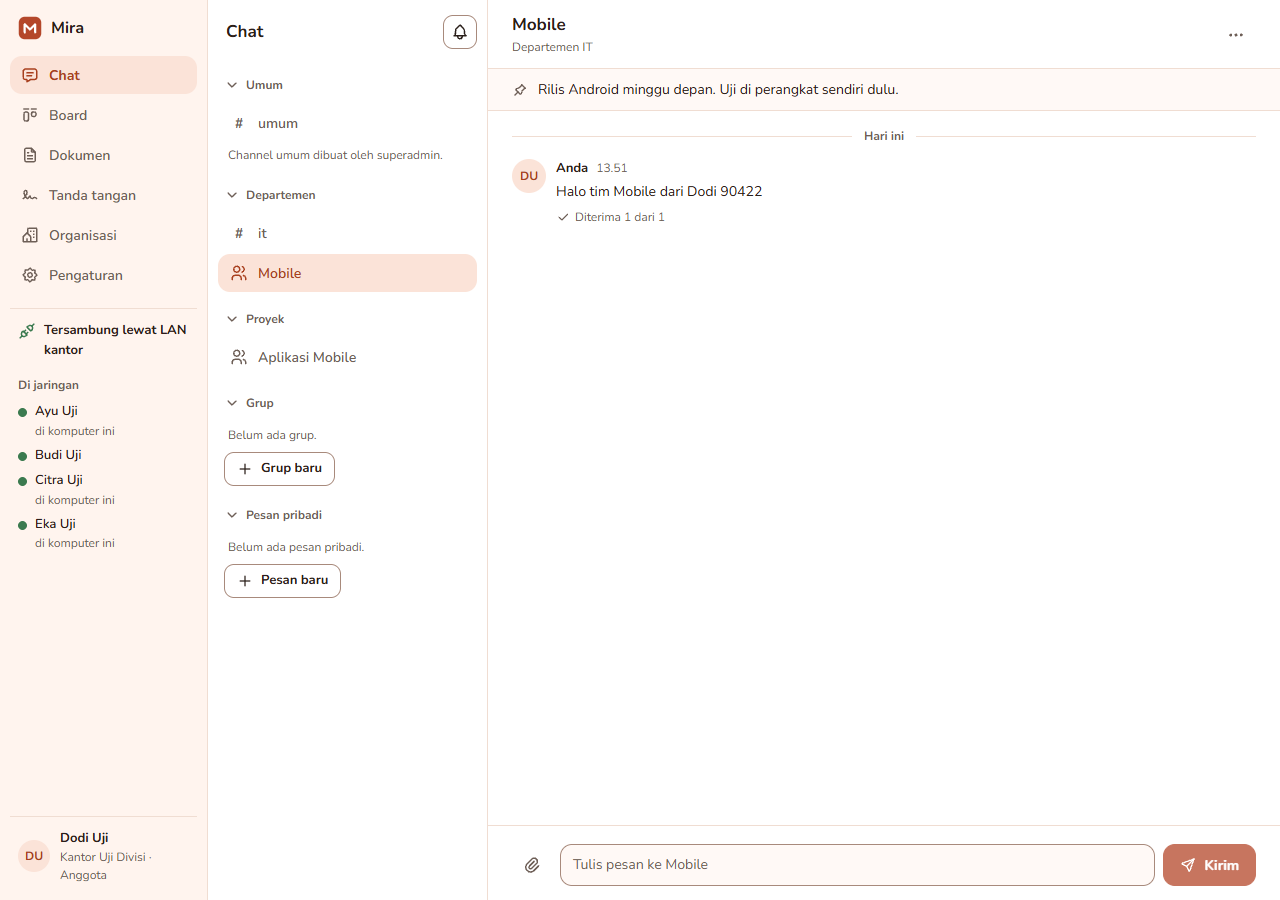 Mira
Chat
Board
Dokumen
Tanda tangan
Organisasi
Pengaturan
Tersambung lewat LAN
kantor
Di jaringan
Ayu Uji
di komputer ini
Budi Uji
Citra Uji
di komputer ini
Eka Uji
di komputer ini
DU
Dodi Uji
Kantor Uji Divisi ·
Anggota
Chat
Umum
# umum
Channel umum dibuat oleh superadmin.
Departemen
# it
Mobile
Proyek
Aplikasi Mobile
Grup
Belum ada grup.
Grup baru
Pesan pribadi
Belum ada pesan pribadi.
Pesan baru
Mobile
Departemen IT
Rilis Android minggu depan. Uji di perangkat sendiri dulu.
Hari ini
DU
Anda 13.51
Halo tim Mobile dari Dodi 90422
Diterima 1 dari 1
Tulis pesan ke Mobile
Kirim